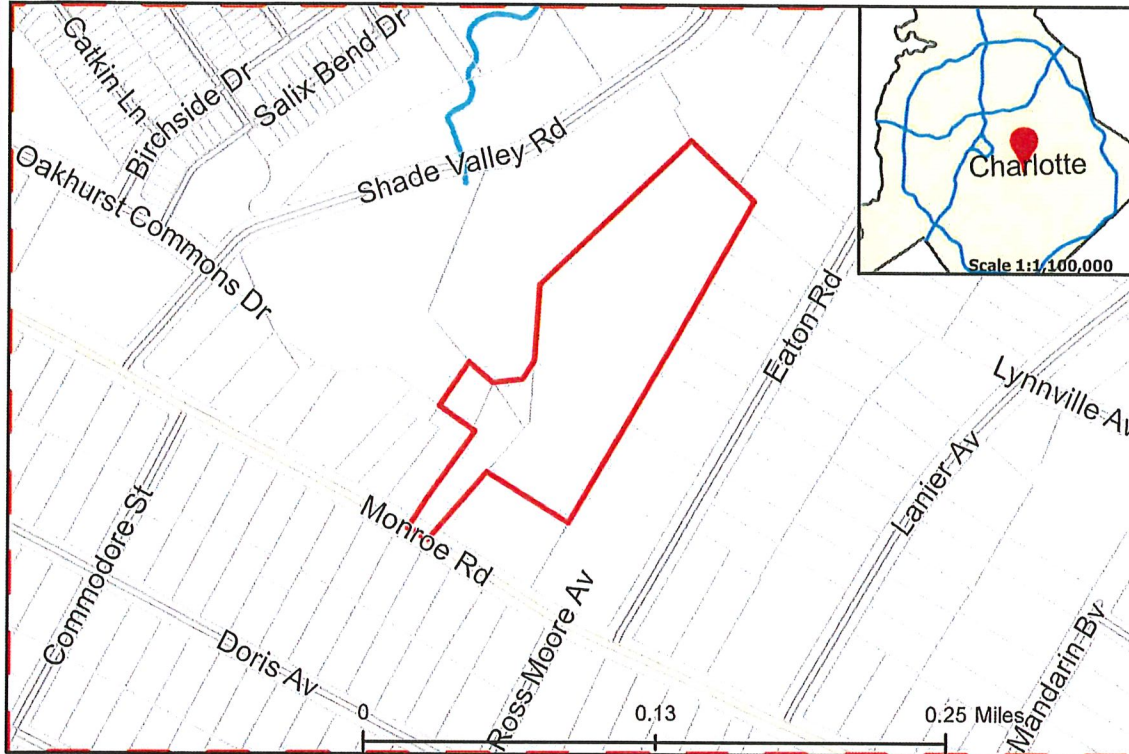 Catkin Ln
Birchside Dr
Salix Bend Dr
Oakhurst Commons Dr
Shade Valley Rd
Charlotte
Scale 1:1,100,000
Eaton Rd
Lynnville Av
Lanier Av
Monroe Rd
Commodore St
Doris Av
Ross Moore Av
Mandarin Bv
0
0.13
0.25 Miles